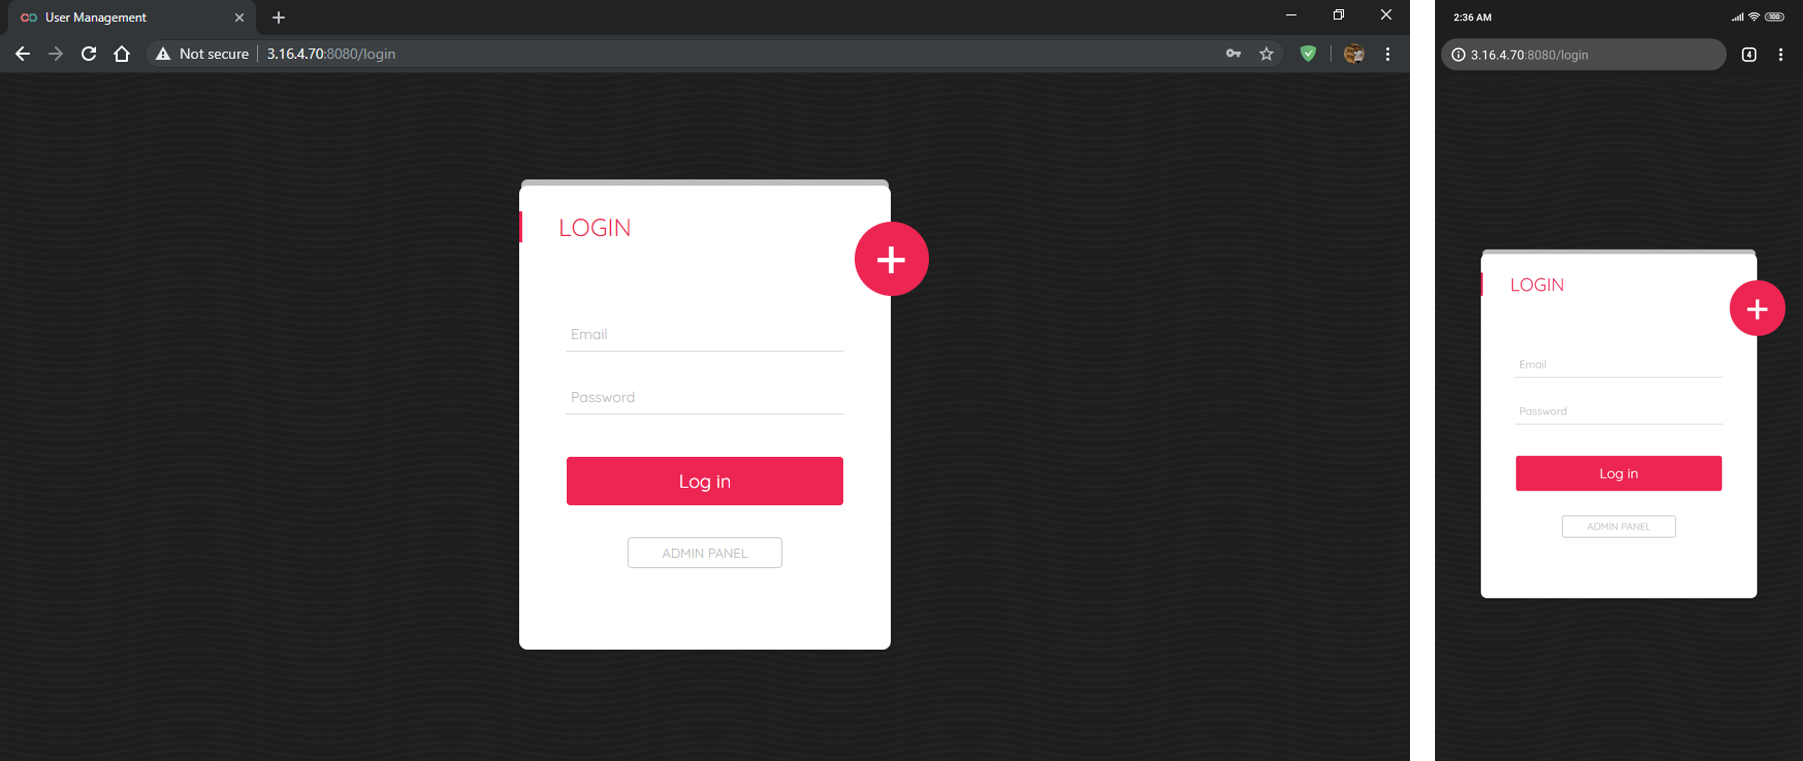 User Management
Not secure
3.16.4.70:8080/login
LOGIN
+
Email
Password
Log in
ADMIN PANEL
2:36 AM
100
3.16.4.70:8080/login
4
LOGIN
+
Email
Password
Log in
ADMIN PANEL